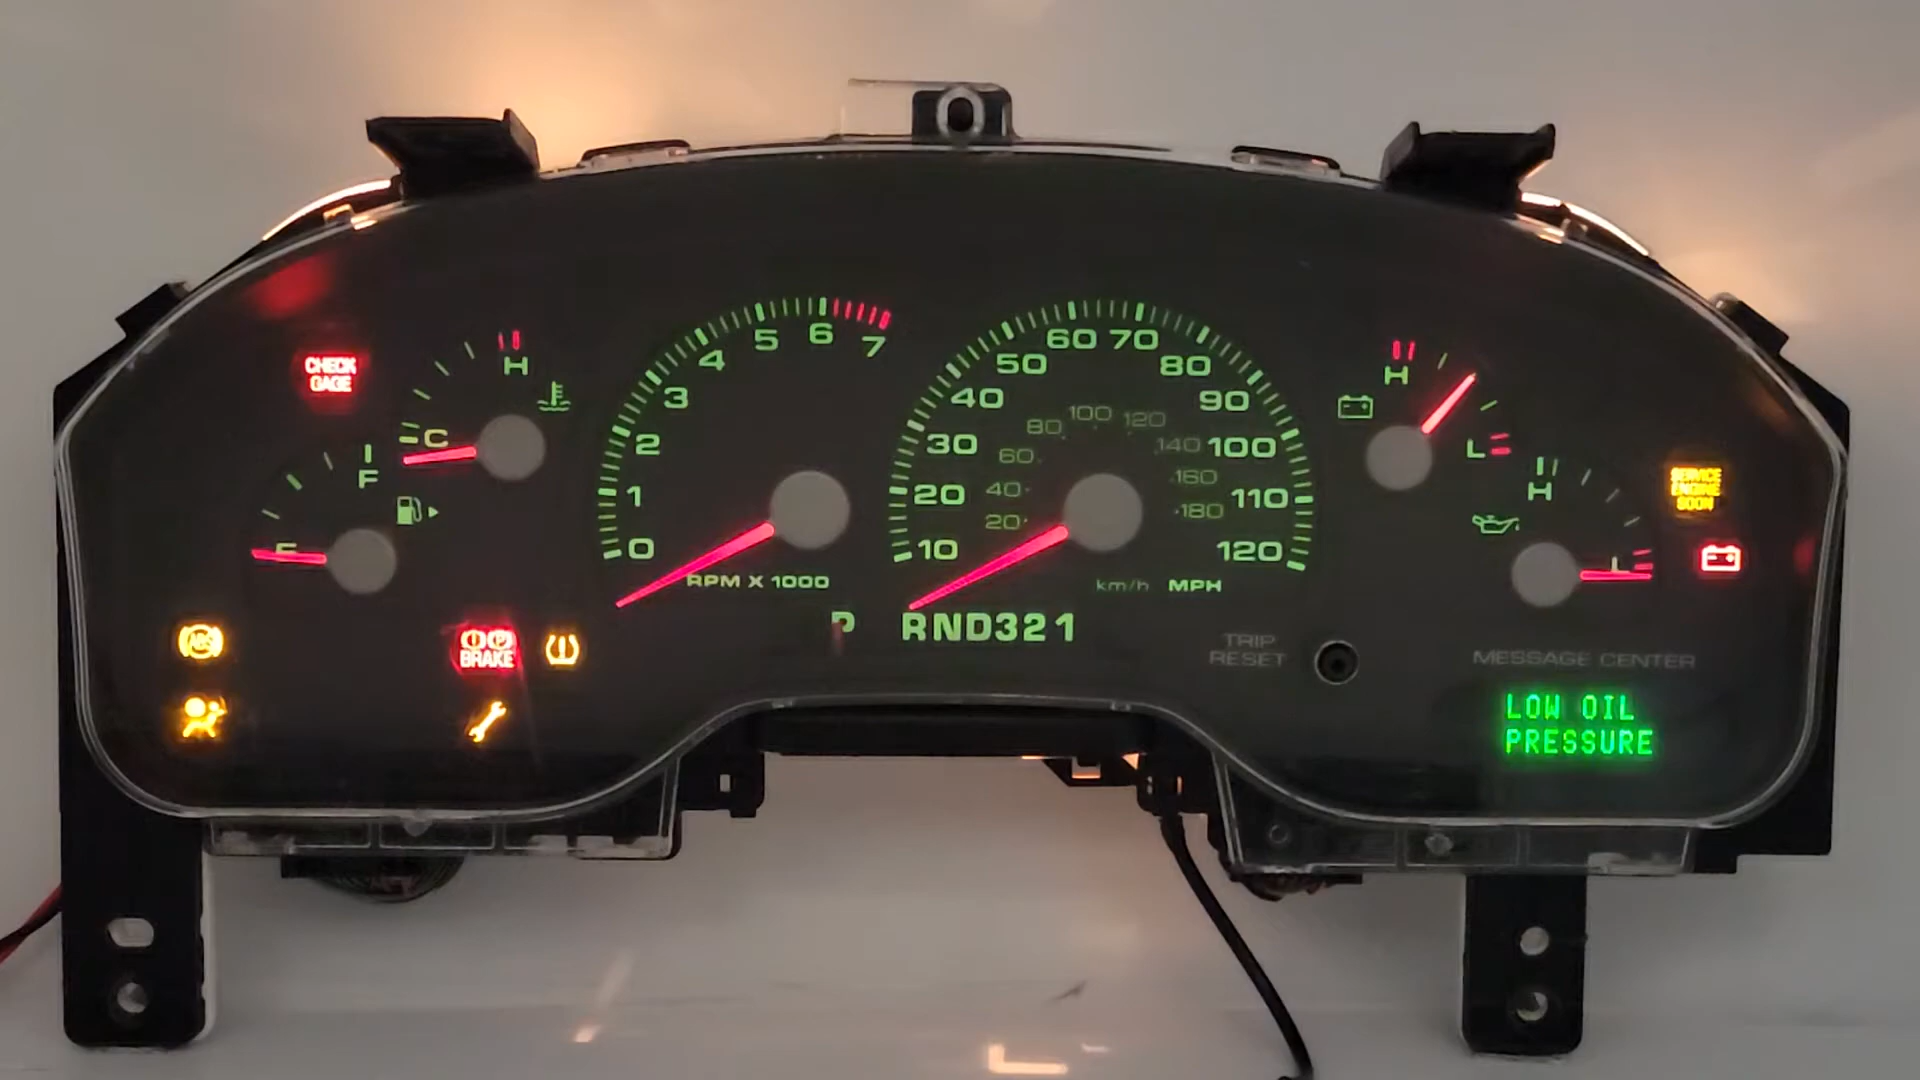 CHECK
GAGE
H
C
F
E
0
1
2
3
4
5
6
7
RPM X 1000
10
20
30
40
50
60
70
80
90
100
110
120
20
40
60
80
100
120
140
160
180
km/h MPH
P RND321
H
L
H
L
SERVICE
ENGINE
SOON
ABS
P
BRAKE
TRIP
RESET
MESSAGE CENTER
LOW OIL
PRESSURE